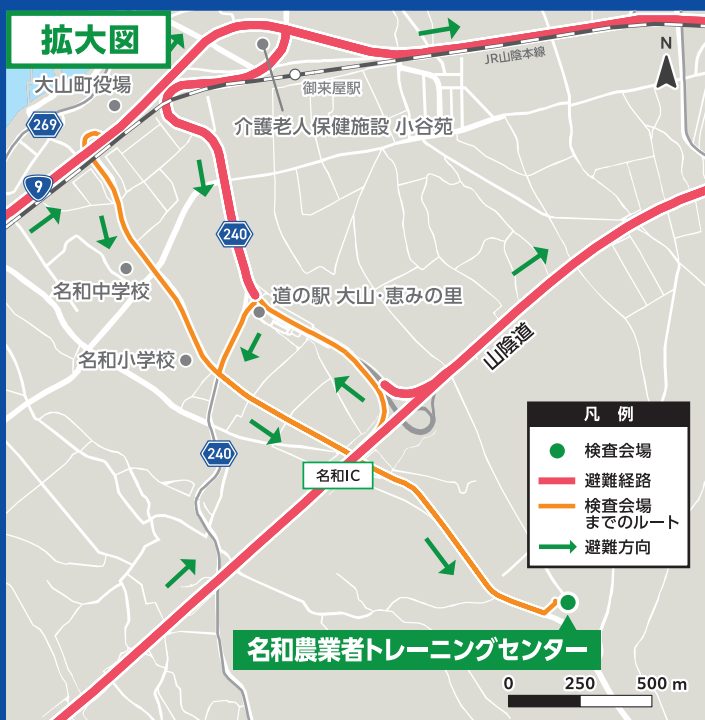 拡大図
N
JR山陰本線
大山町役場
御来屋駅
269
介護老人保健施設 小谷苑
9
240
名和中学校
道の駅 大山・恵みの里
山陰道
名和小学校
240
名和IC
凡 例
検査会場
避難経路
検査会場
までのルート
避難方向
名和農業者トレーニングセンター
0 250 500 m